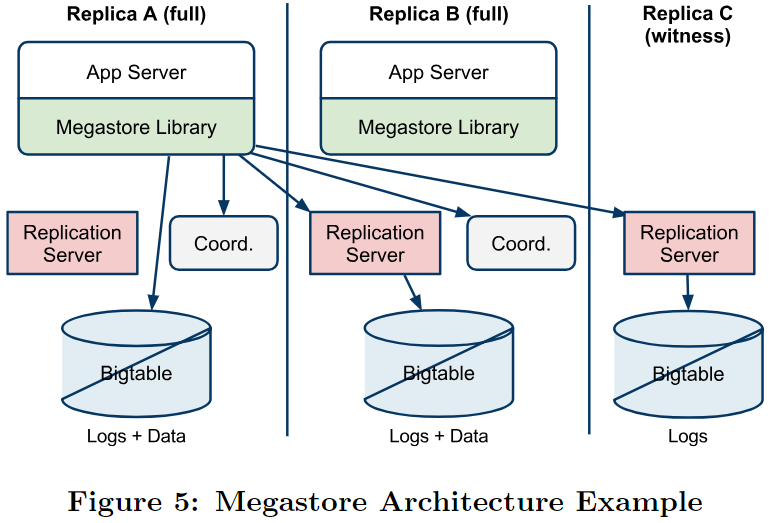 Replica A (full)
Replica B (full)
Replica C
(witness)
App Server
Megastore Library
App Server
Megastore Library
Replication
Server
Coord.
Replication
Server
Coord.
Replication
Server
Bigtable
Bigtable
Bigtable
Logs + Data
Logs + Data
Logs
Figure 5: Megastore Architecture Example